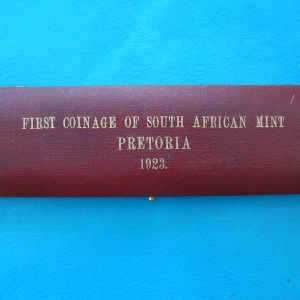 FIRST COINAGE OF SOUTH AFRICAN MINT
PRETORIA
1923.